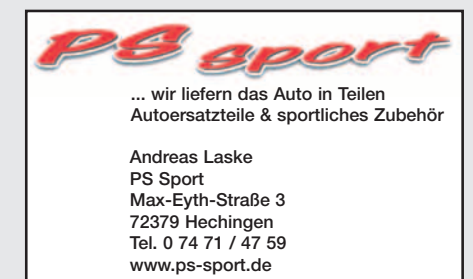 PS sport
... wir liefern das Auto in Teilen
Autoersatzteile & sportliches Zubehör
Andreas Laske
PS Sport
Max-Eyth-Straße 3
72379 Hechingen
Tel. 0 74 71 / 47 59
www.ps-sport.de